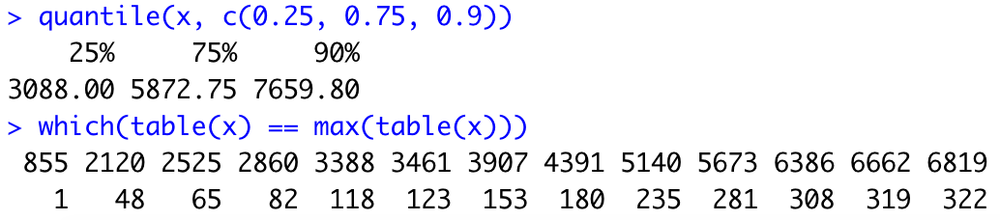 > quantile(x, c(0.25, 0.75, 0.9))
25% 75% 90%
3088.00 5872.75 7659.80
> which(table(x) == max(table(x)))
855 2120 2525 2860 3388 3461 3907 4391 5140 5673 6386 6662 6819
1 48 65 82 118 123 153 180 235 281 308 319 322